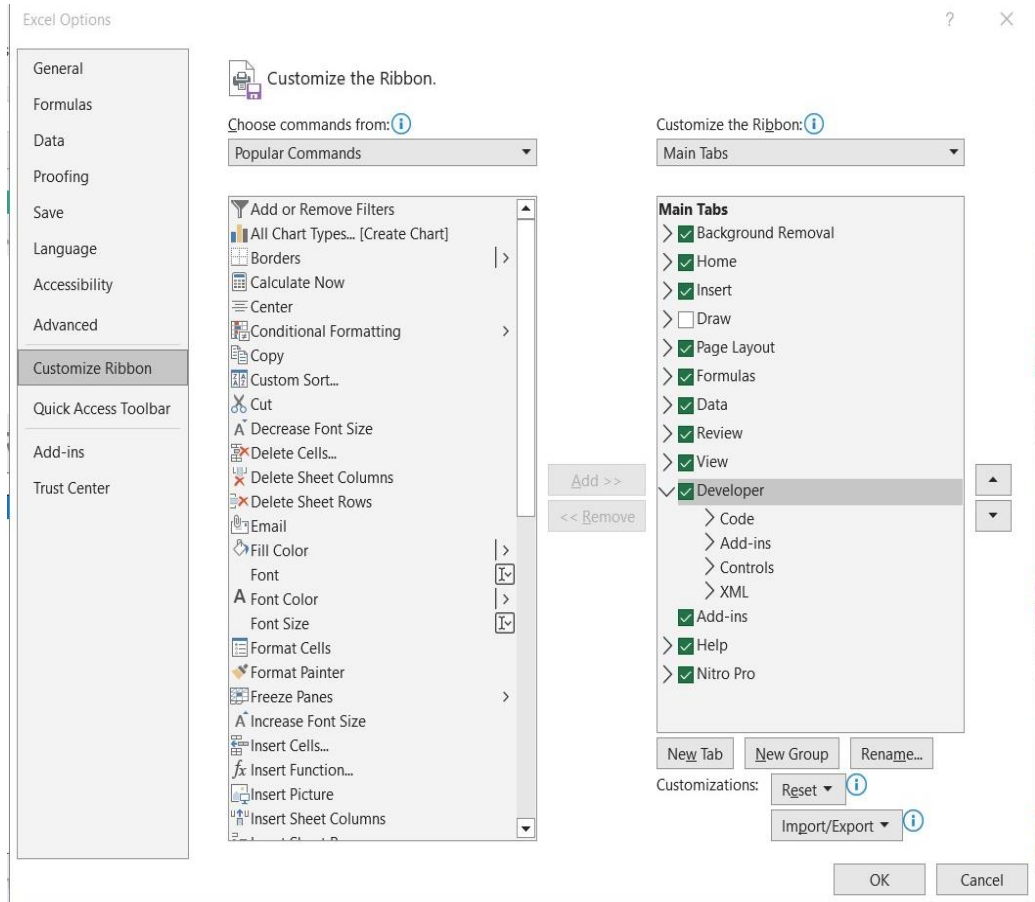 Excel Options
?
General
Formulas
Data
Proofing
Save
Language
Accessibility
Advanced
Customize Ribbon
Quick Access Toolbar
Add-ins
Trust Center
Customize the Ribbon.
Choose commands from:
Popular Commands
Add or Remove Filters
All Chart Types... [Create Chart]
Borders
Calculate Now
Center
Conditional Formatting
Copy
Custom Sort...
Cut
Decrease Font Size
Delete Cells...
Delete Sheet Columns
Delete Sheet Rows
Email
Fill Color
Font
Font Color
Font Size
Format Cells
Format Painter
Freeze Panes
Increase Font Size
Insert Cells...
Insert Function...
Insert Picture
Insert Sheet Columns
Add >>
<< Remove
Customize the Ribbon:
Main Tabs
Main Tabs
Background Removal
Home
Insert
Draw
Page Layout
Formulas
Data
Review
View
Developer
Code
Add-ins
Controls
XML
Add-ins
Help
Nitro Pro
New Tab New Group Rename...
Customizations: Reset
Import/Export
OK Cancel